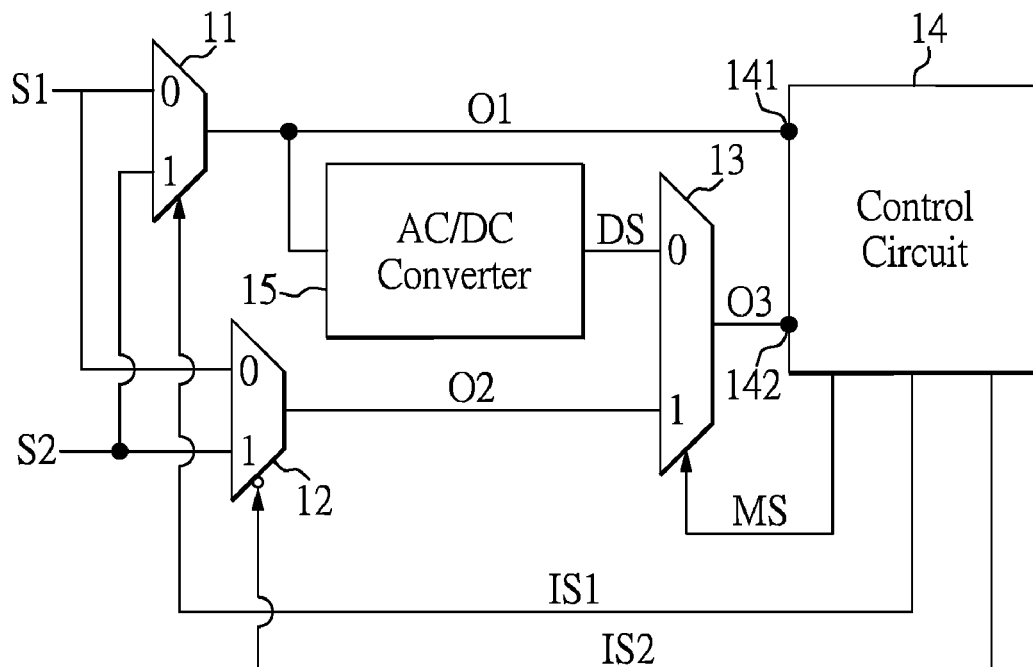 11
14
S1
0
141
O1
1
13
AC/DC
Converter
DS
0
Control
Circuit
15
O3
0
142
O2
1
S2
1
12
MS
IS1
IS2